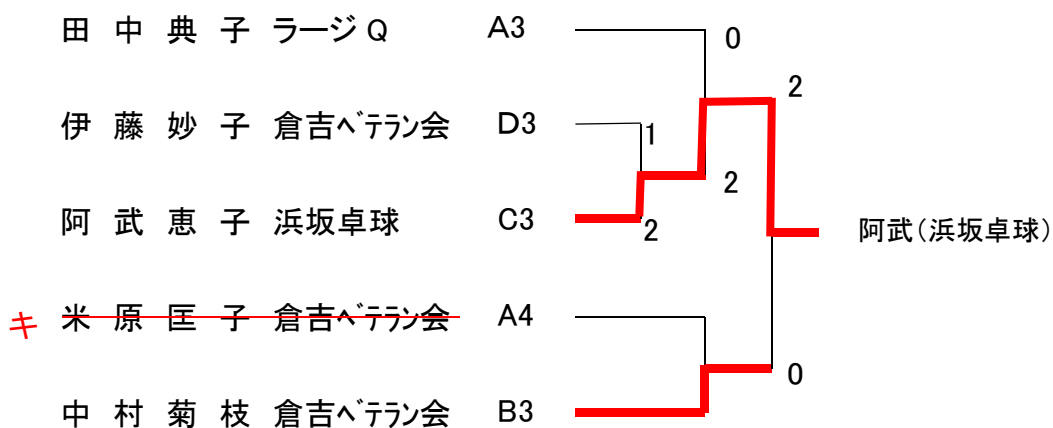 田 中 典 子 ラージQ A3
0
2
伊 藤 妙 子 倉吉ベテラン会 D3
1
2
阿 武 恵 子 浜坂卓球 C3
2
阿武(浜坂卓球)
キ 米 原 匡 子 倉吉ベテラン会 A4
0
中 村 菊 枝 倉吉ベテラン会 B3